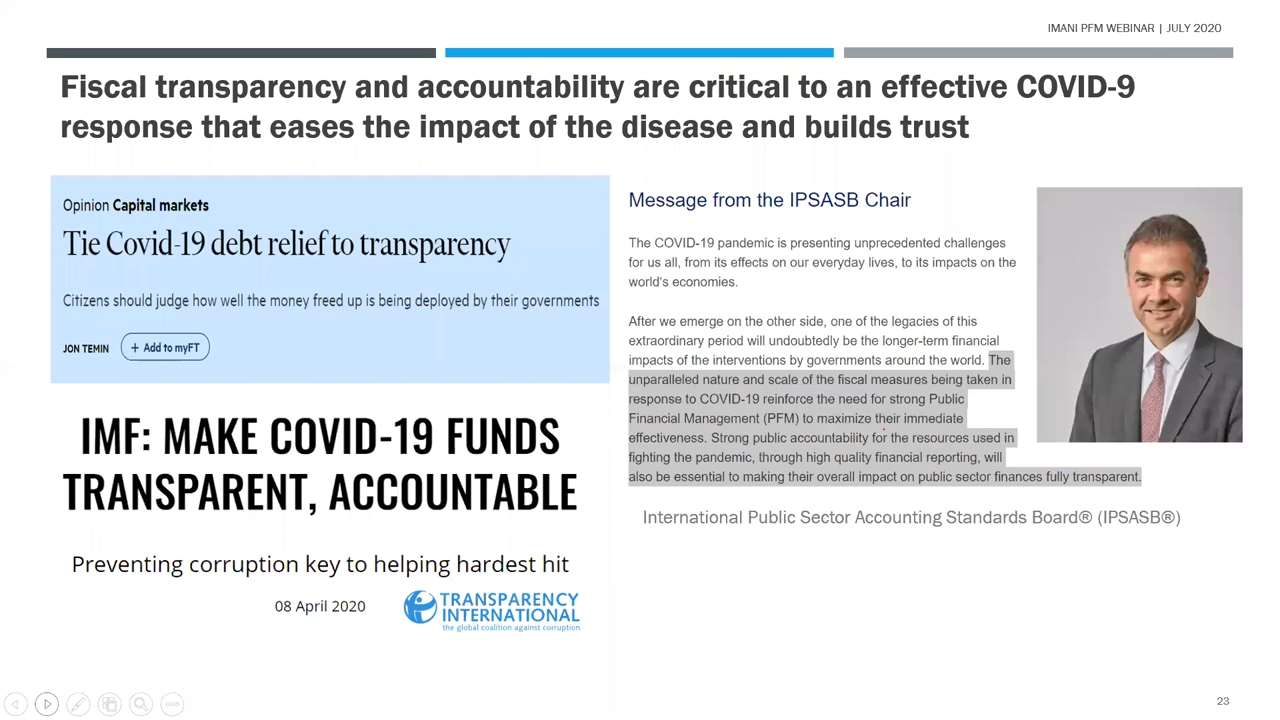 IMANI PFM WEBINAR | JULY 2020
Fiscal transparency and accountability are critical to an effective COVID-9
response that eases the impact of the disease and builds trust
Opinion Capital markets
Tie Covid-19 debt relief to transparency
Citizens should judge how well the money freed up is being deployed by their governments
JON TEMIN
+ Add to myFT
IMF: MAKE COVID-19 FUNDS
TRANSPARENT, ACCOUNTABLE
Preventing corruption key to helping hardest hit
08 April 2020
TRANSPARENCY
INTERNATIONAL
the global coalition against corruption
Message from the IPSASB Chair
The COVID-19 pandemic is presenting unprecedented challenges
for us all, from its effects on our everyday lives, to its impacts on the
world's economies.
After we emerge on the other side, one of the legacies of this
extraordinary period will undoubtedly be the longer-term financial
impacts of the interventions by governments around the world. The
unparalleled nature and scale of the fiscal measures being taken in
response to COVID-19 reinforce the need for strong Public
Financial Management (PFM) to maximize their immediate
effectiveness. Strong public accountability for the resources used in
fighting the pandemic, through high quality financial reporting, will
also be essential to making their overall impact on public sector finances fully transparent.
International Public Sector Accounting Standards Board® (IPSASB®)
23